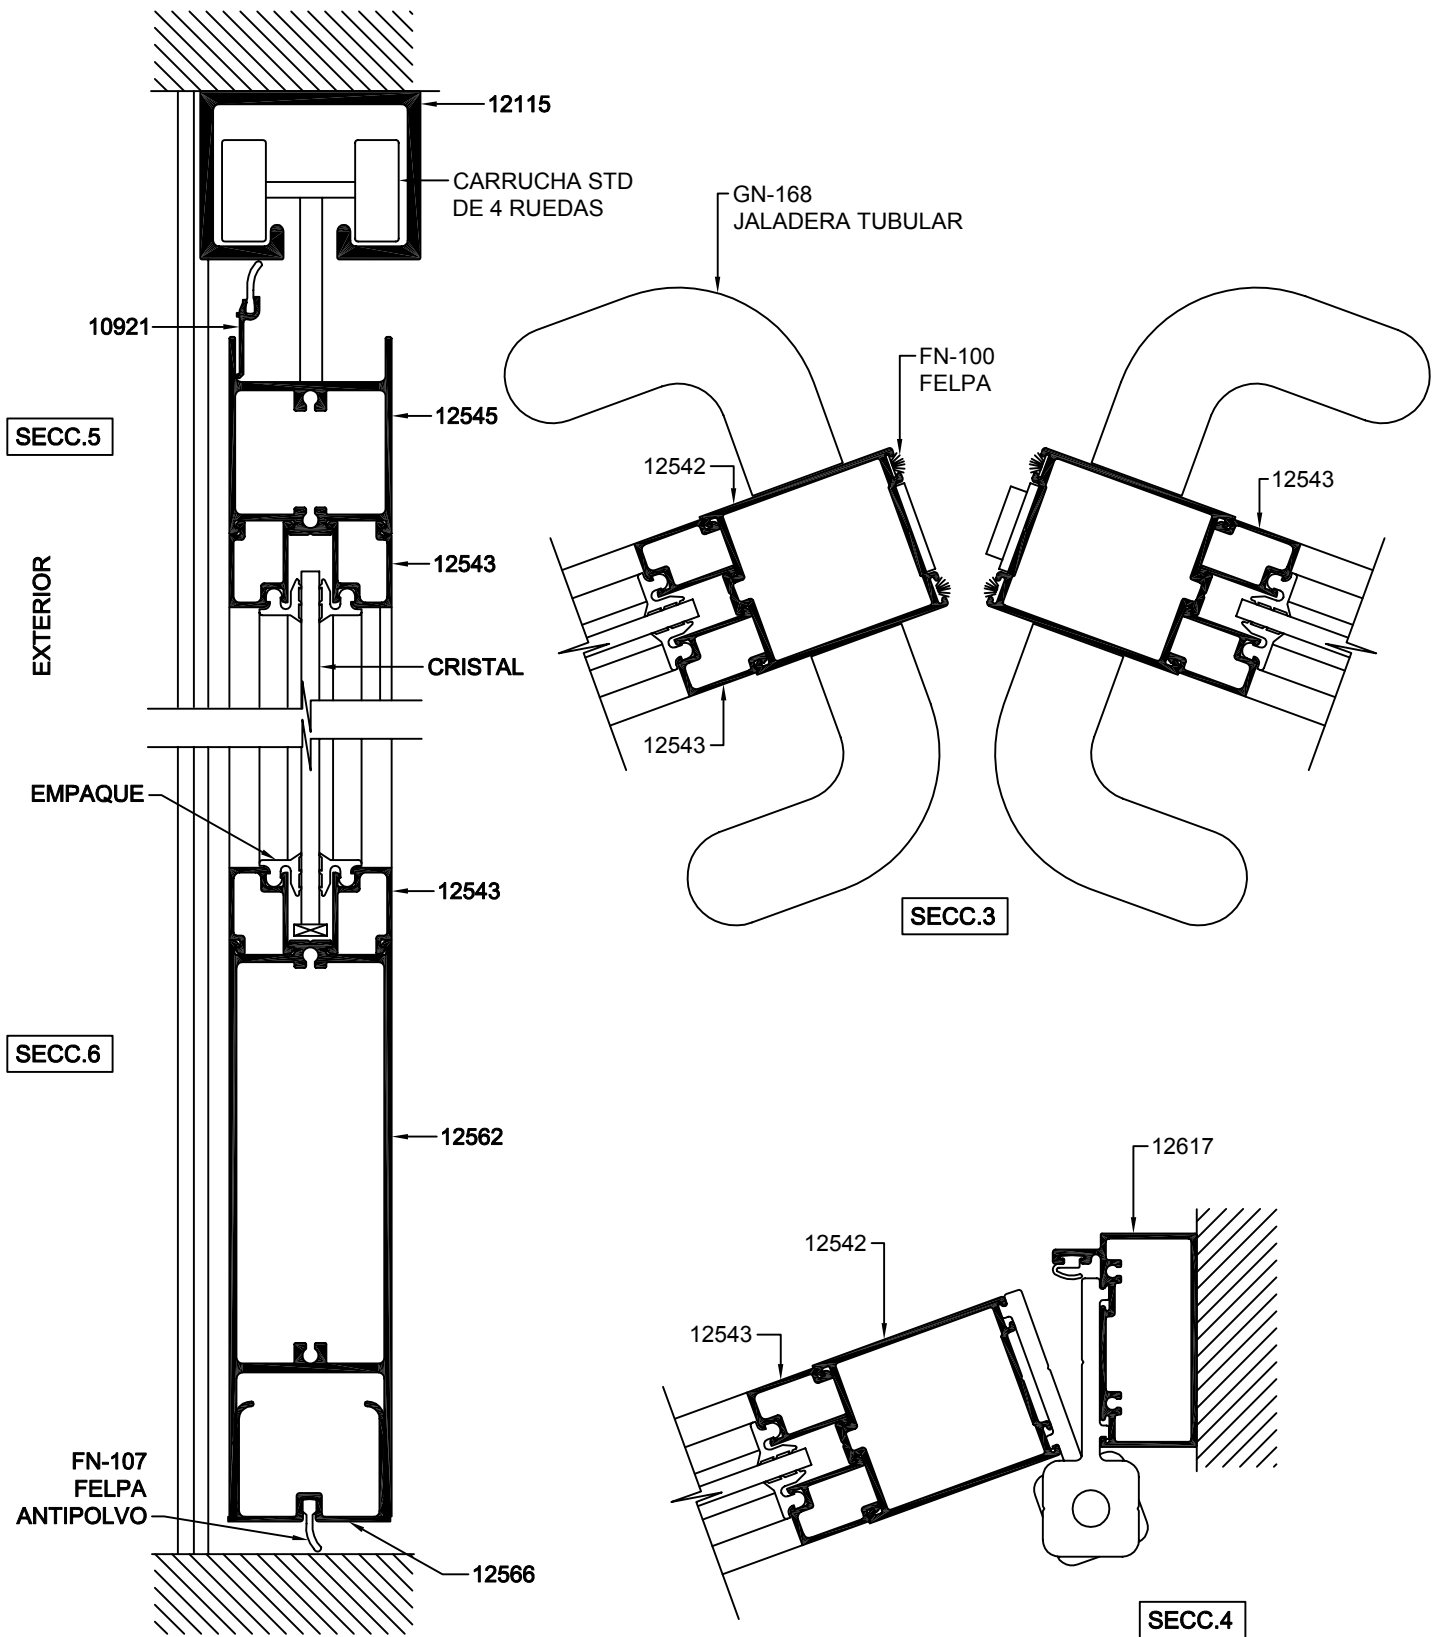 12115
CARRUCHA STD
DE 4 RUEDAS
10921
12545
SECC.5
12543
EXTERIOR
CRISTAL
EMPAQUE
12543
SECC.6
12562
FN-107
FELPA
ANTIPOLVO
12566
GN-168
JALADERA TUBULAR
FN-100
FELPA
12542
12543
12543
SECC.3
12617
12542
12543
SECC.4